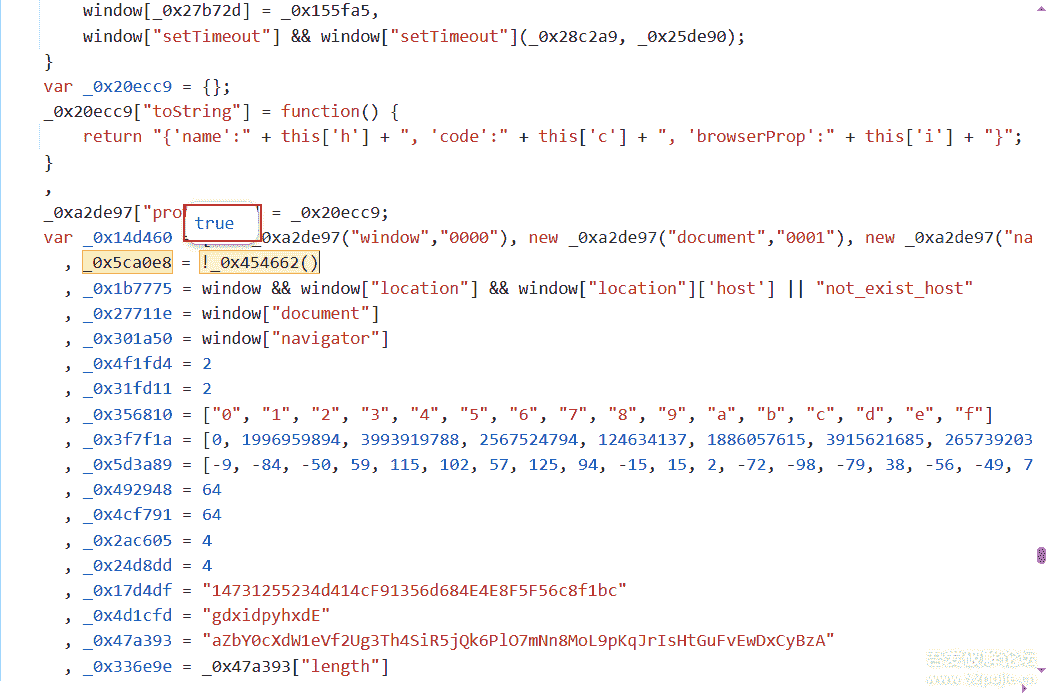 window[_0x27b72d] = _0x155fa5,
window["setTimeout"] && window["setTimeout"](_0x28c2a9, _0x25de90);
}
var _0x20ecc9 = {};
_0x20ecc9["toString"] = function() {
return "{'name':" + this['h'] + ", 'code':" + this['c'] + ", 'browserProp':" + this['i'] + "}";
}
,
_0xa2de97["pro = _0x20ecc9;
true
var _0x14d460 = _0xa2de97("window","0000"), new _0xa2de97("document","0001"), new _0xa2de97("na
, _0x5ca0e8 = !_0x454662()
, _0x1b7775 = window && window["location"] && window["location"]['host'] || "not_exist_host"
, _0x27711e = window["document"]
, _0x301a50 = window["navigator"]
, _0x4f1fd4 = 2
, _0x31fd11 = 2
, _0x356810 = ["0", "1", "2", "3", "4", "5", "6", "7", "8", "9", "a", "b", "c", "d", "e", "f"]
, _0x3f7f1a = [0, 1996959894, 3993919788, 2567524794, 124634137, 1886057615, 3915621685, 265739203
, _0x5d3a89 = [-9, -84, -50, 59, 115, 102, 57, 125, 94, -15, 15, 2, -72, -98, -79, 38, -56, -49, 7
, _0x492948 = 64
, _0x4cf791 = 64
, _0x2ac605 = 4
, _0x24d8dd = 4
, _0x17d4df = "14731255234d414cF91356d684E4E8F5F56c8f1bc"
, _0x4d1cfd = "gdxidpyhxdE"
, _0x47a393 = "aZbY0cXdW1eVf2Ug3Th4SiR5jQk6PlO7mNn8MoL9pKqJrIsHtGuFvEwDxCyBzA"
, _0x336e9e = _0x47a393["length"]